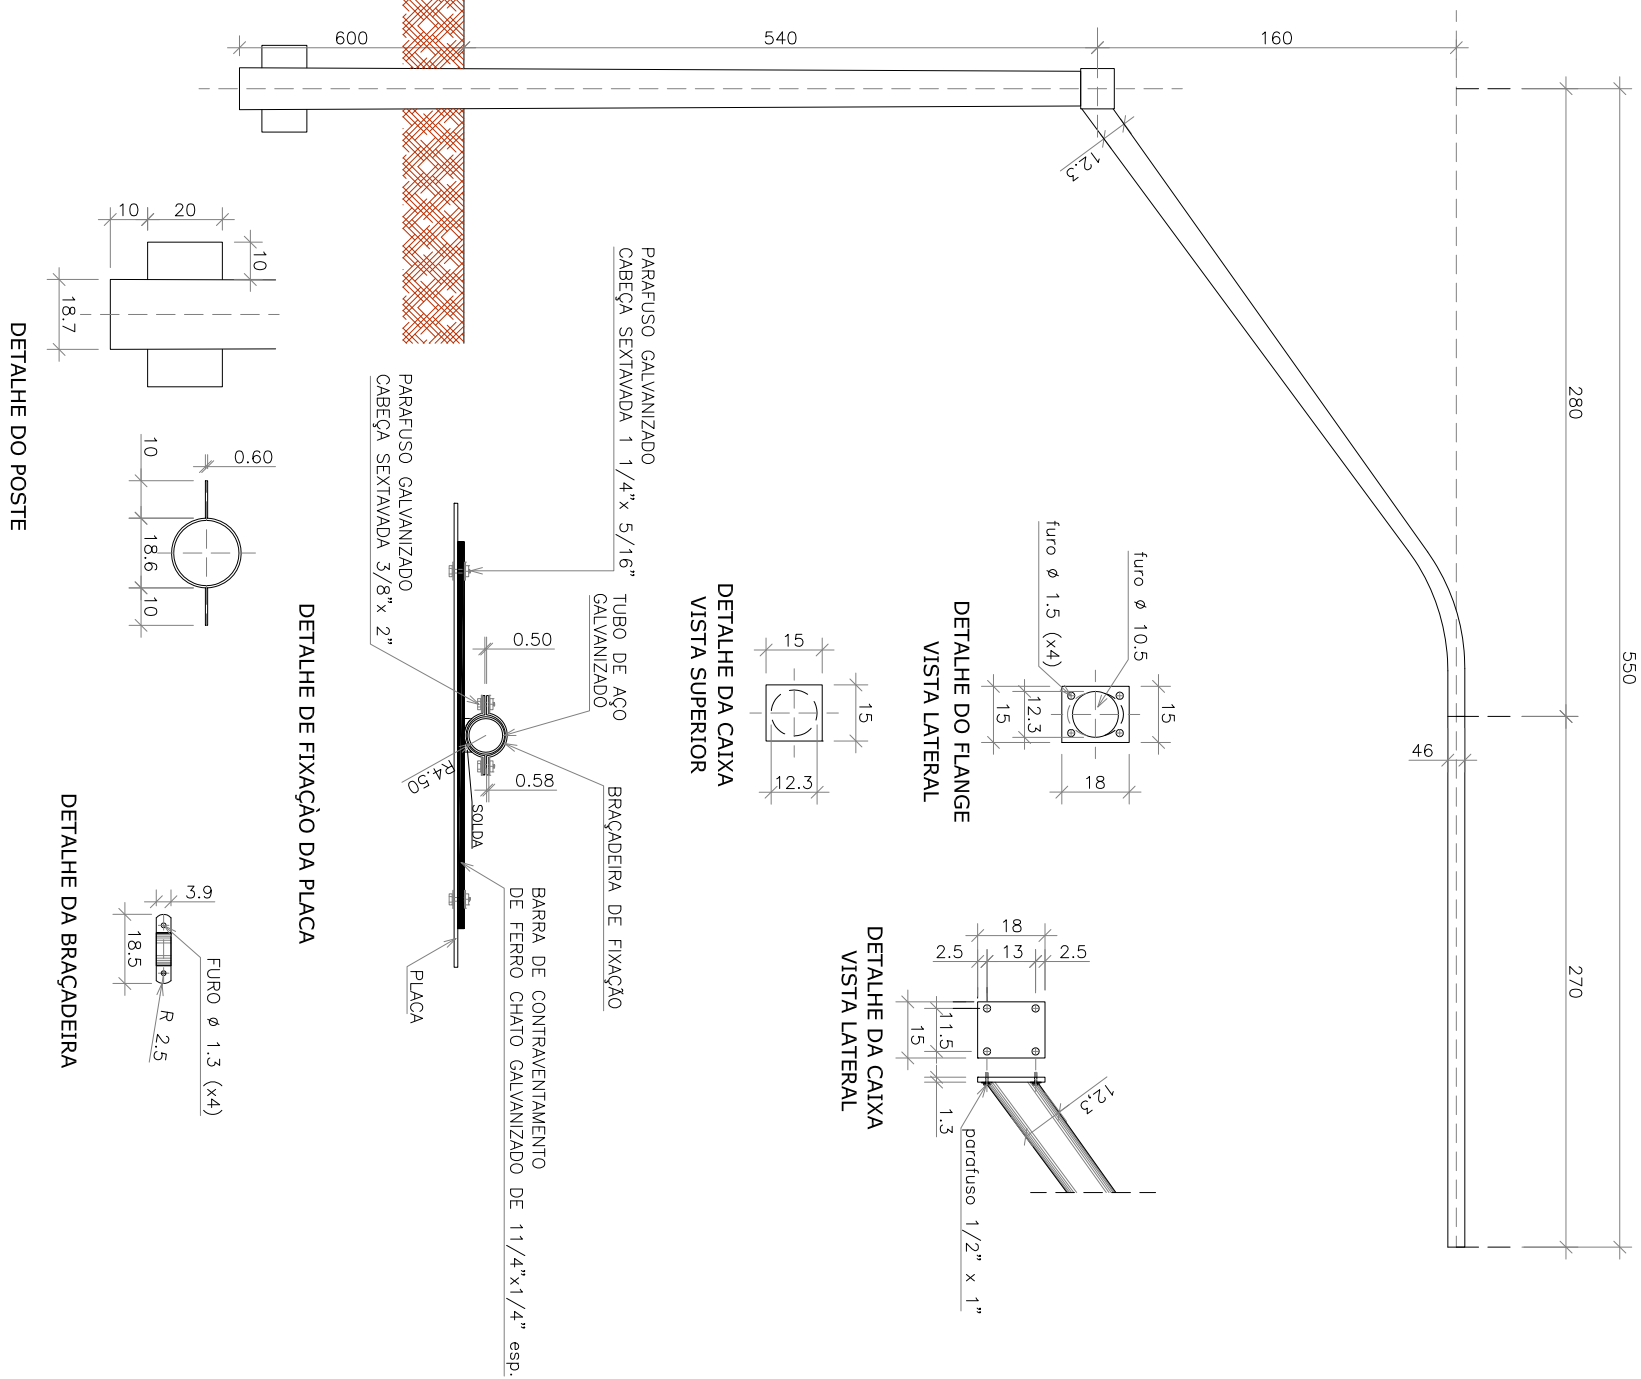 600
540
160
550
280
270
46
12.3
10
20
10
18.7
DETALHE DO POSTE
10
0.60
18.6
10
PARAFUSO GALVANIZADO
CABEÇA SEXTAVADA 1 1/4"x 5/16"
PARAFUSO GALVANIZADO
CABEÇA SEXTAVADA 3/8"x 2"
TUBO DE AÇO
GALVANIZADO
0.50
0.58
R4.50
SOLDA
BRAÇADEIRA DE FIXAÇÃO
BARRA DE CONTRAVENTAMENTO
DE FERRO CHATO GALVANIZADO DE 11/4"x1/4" esp.
PLACA
DETALHE DE FIXAÇÀO DA PLACA
DETALHE DA CAIXA
VISTA SUPERIOR
15
15
12.3
furo ø 10.5
furo ø 1.5 (x4)
DETALHE DO FLANGE
VISTA LATERAL
15
12.3
15
18
DETALHE DA CAIXA
VISTA LATERAL
18
2.5
13
2.5
11.5
15
1.3
12.3
parafuso 1/2" x 1"
DETALHE DA BRAÇADEIRA
3.9
18.5
FURO ø 1.3 (x4)
R 2.5